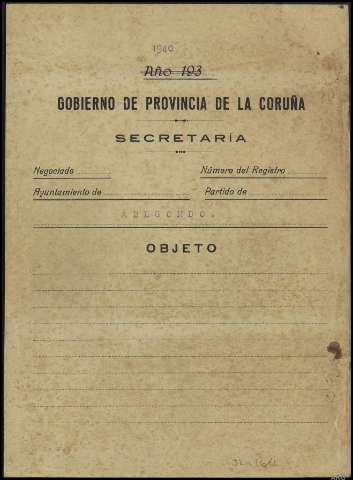 1940
Año 193
GOBIERNO DE PROVINCIA DE LA CORUÑA
SECRETARÍA
Negociado Número del Registro
Ayuntamiento de Partido de
ABEGONDO.
OBJETO